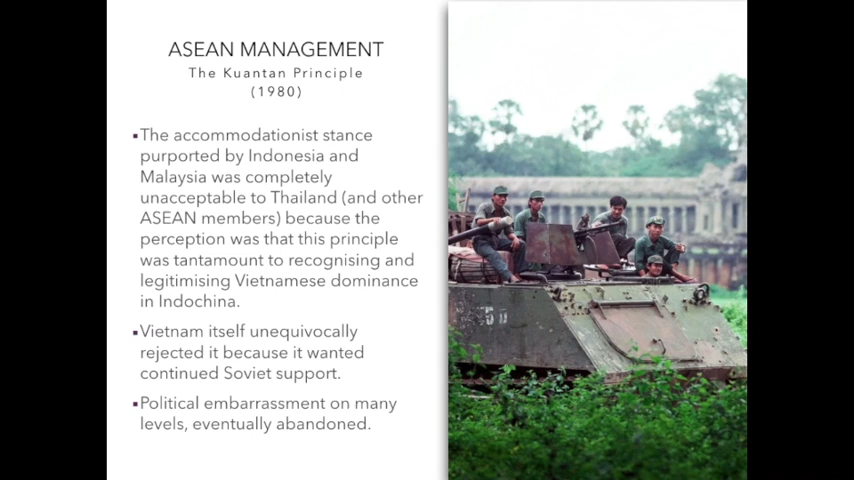 ASEAN MANAGEMENT
The Kuantan Principle
(1980)
▪The accommodationist stance
purported by Indonesia and
Malaysia was completely
unacceptable to Thailand (and other
ASEAN members) because the
perception was that this principle
was tantamount to recognising and
legitimising Vietnamese dominance
in Indochina.
▪Vietnam itself unequivocally
rejected it because it wanted
continued Soviet support.
▪Political embarrassment on many
levels, eventually abandoned.